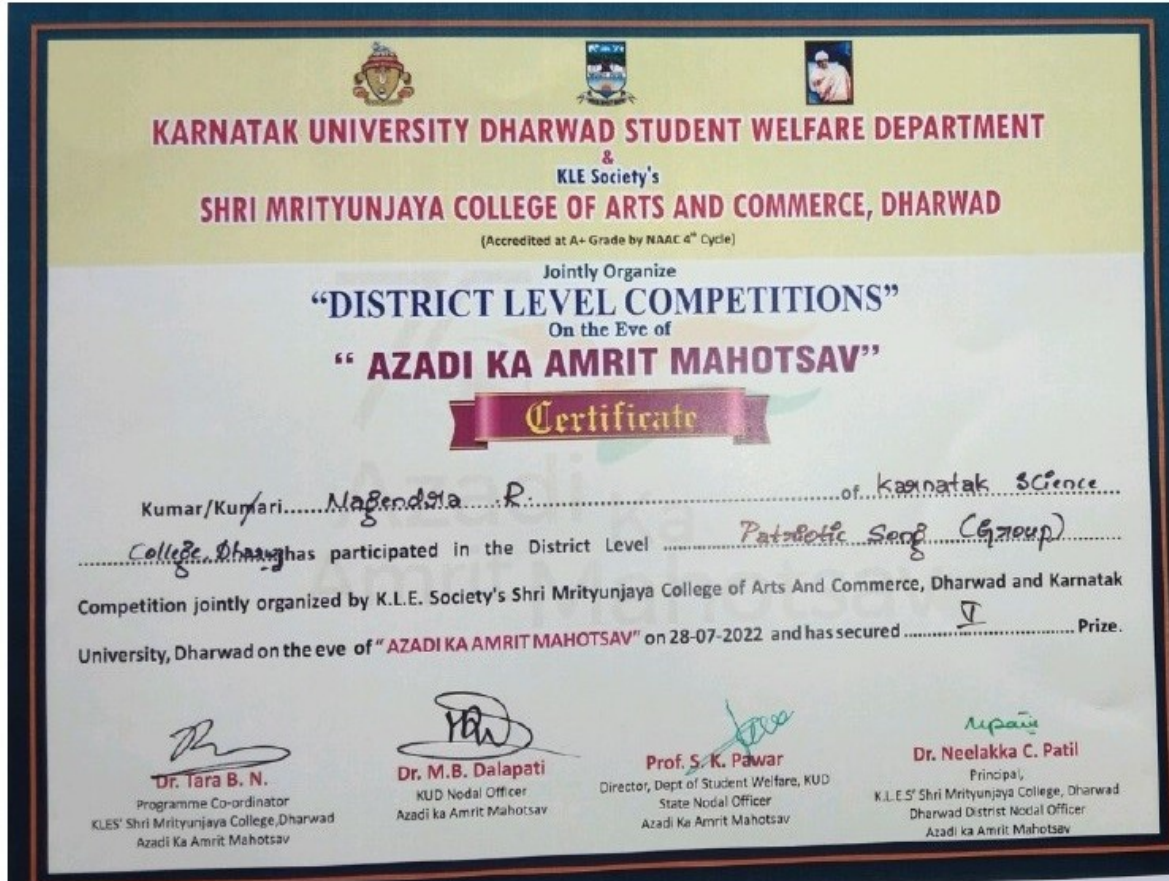 KARNATAK UNIVERSITY DHARWAD STUDENT WELFARE DEPARTMENT
&
KLE Society's
SHRI MRITYUNJAYA COLLEGE OF ARTS AND COMMERCE, DHARWAD
(Accredited at A+ Grade by NAAC 4th Cycle)
Jointly Organize
“DISTRICT LEVEL COMPETITIONS”
On the Eve of
“ AZADI KA AMRIT MAHOTSAV”
Certificate
Kumar/Kumari.... Nagendra .R. ....of Karnatak Science
College, has participated in the District Level .... Patriotic Song (Group)
Competition jointly organized by K.L.E. Society's Shri Mrityunjaya College of Arts And Commerce, Dharwad and Karnatak
University, Dharwad on the eve of "AZADI KA AMRIT MAHOTSAV" on 28-07-2022 and has secured .... V .... Prize.
Azadi
Ka
Amrit Mahotsav
Dr. Tara B. N.
Programme Co-ordinator
KLES' Shri Mrityunjaya College,Dharwad
Azadi Ka Amrit Mahotsav
Dr. M.B. Dalapati
KUD Nodal Officer
Azadi ka Amrit Mahotsav
Prof. S. K. Pawar
Director, Dept of Student Welfare, KUD
State Nodal Officer
Azadi Ka Amrit Mahotsav
Dr. Neelakka C. Patil
Principal,
K.L.E.S' Shri Mrityunjaya College, Dharwad
Dharwad District Nodal Officer
Azadi ka Amrit Mahotsav